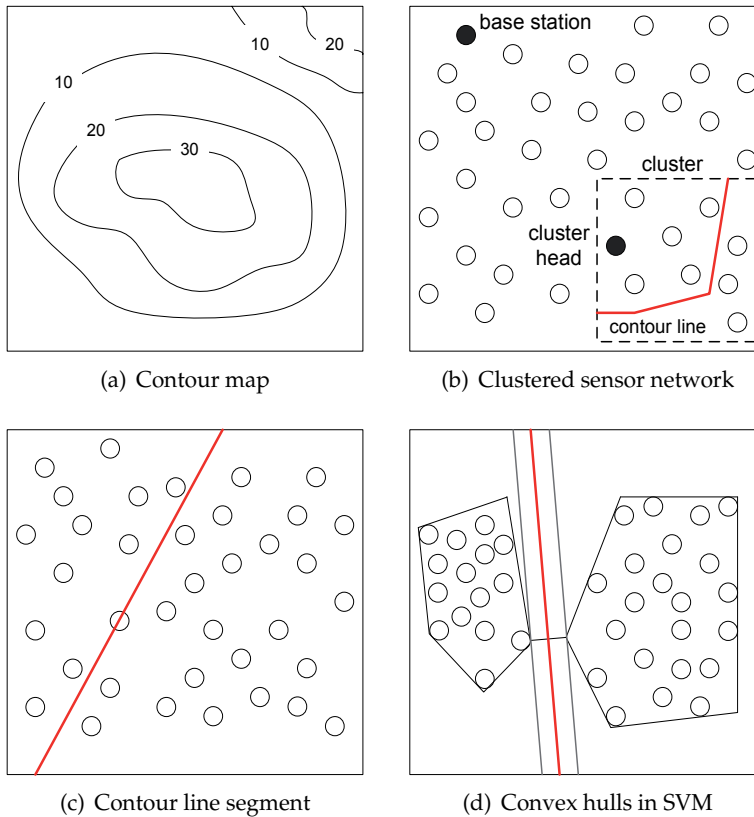 10
20
10
20
30
(a) Contour map
base station
cluster
cluster
head
contour line
(b) Clustered sensor network
(c) Contour line segment
(d) Convex hulls in SVM